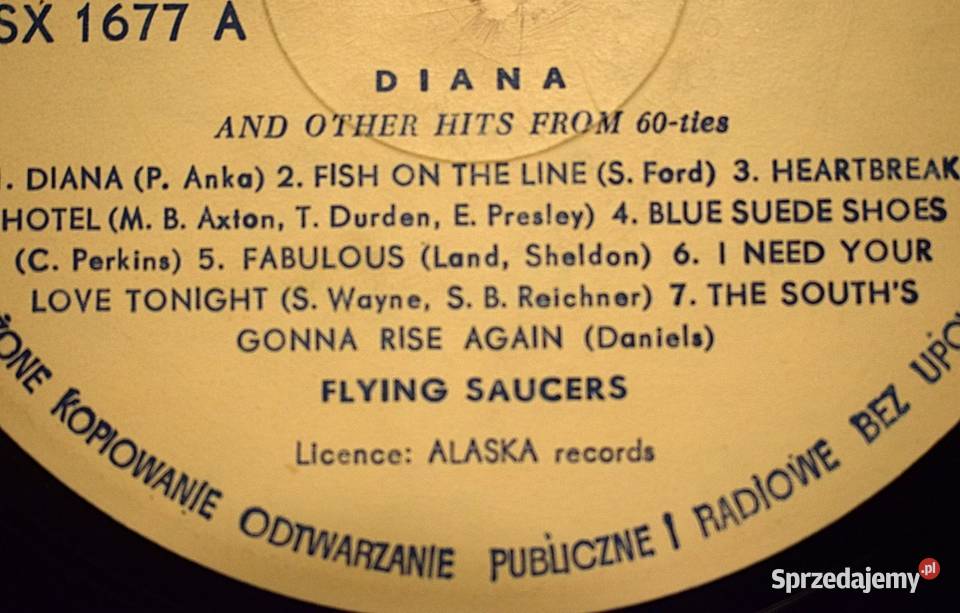 SX 1677 A
DIANA
AND OTHER HITS FROM 60-ties
. DIANA (P. Anka) 2. FISH ON THE LINE (S. Ford) 3. HEARTBREAK
HOTEL (M. B. Axton, T. Durden, E. Presley) 4. BLUE SUEDE SHOES
(C. Perkins) 5. FABULOUS (Land, Sheldon) 6. I NEED YOUR
LOVE TONIGHT (S. Wayne, S. B. Reichner) 7. THE SOUTH'S
GONNA RISE AGAIN (Daniels)
FLYING SAUCERS
Licence: ALASKA records
ŻONE KOPIOWANIE ODTWARZANIE PUBLICZNE I RADIOWE BEZ UPO
Sprzedajemy.pl